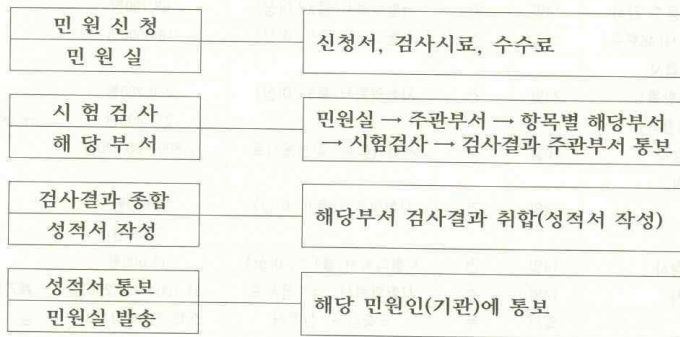 민 원 신 청
민 원 실
신청서, 검사시료, 수수료
시 험 검 사
해 당 부 서
민원실 → 주관부서 → 항목별 해당부서
→ 시험검사 → 검사결과 주관부서 통보
검사결과 종합
성적서 작성
해당부서 검사결과 취합(성적서 작성)
성적서 통보
민원실 발송
해당 민원인(기관)에 통보